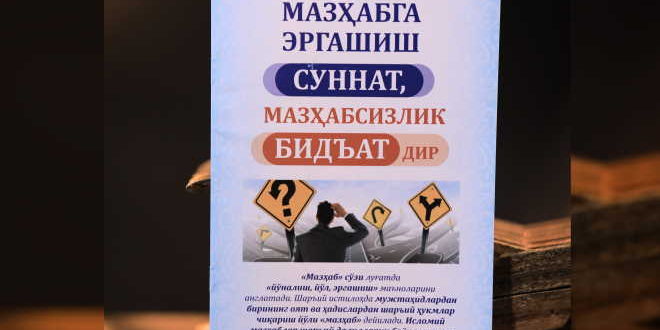 МАЗҲАБГА
ЭРГАШИШ
СУННАТ,
МАЗҲАБСИЗЛИК
БИДЪАТ ДИР
«Мазҳаб» сўзи луғатда
«йўналиш, йўл, эргашиш» маъноларини
англатади. Шаръий истилоҳда мужтаҳидлардан
бирининг оят ва ҳадислардан шаръий ҳукмлар
чиқариш йўли «мазҳаб» дейилади. Исломий